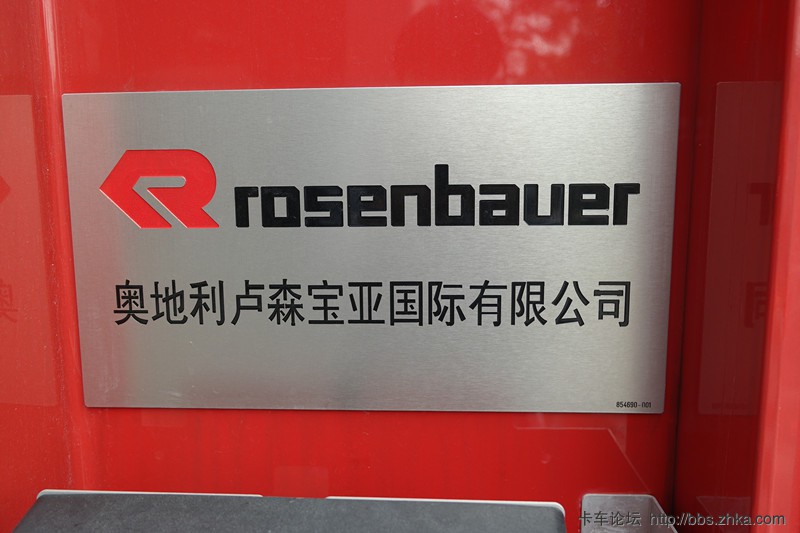 rosenbauer
奥地利卢森宝亚国际有限公司
854690-001
卡车论坛 http://bbs.zhka.com